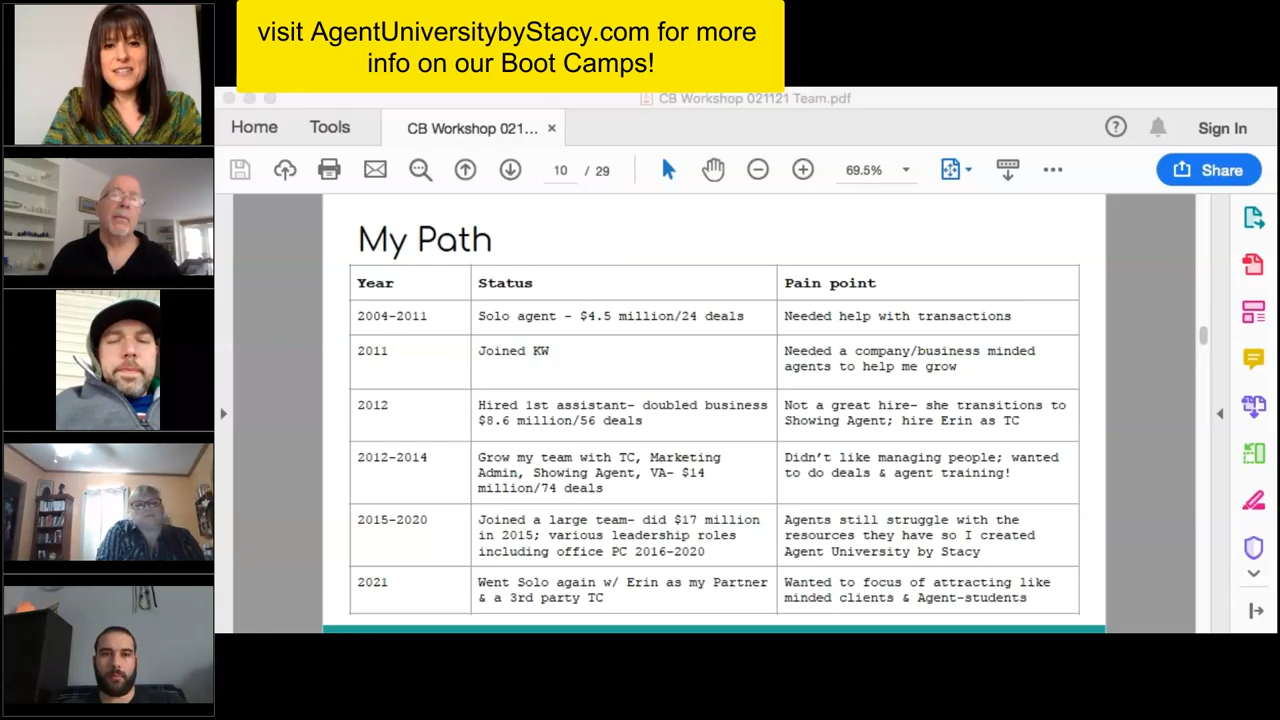 visit AgentUniversitybyStacy.com for more
info on our Boot Camps!
CB Workshop 021121 Team.pdf
Home
Tools
CB Workshop 021...
Sign In
10 / 29
69.5%
Share
My Path
Year
Status
Pain point
2004-2011
Solo agent - $4.5 million/24 deals
Needed help with transactions
2011
Joined KW
Needed a company/business minded
agents to help me grow
2012
Hired 1st assistant- doubled business
$8.6 million/56 deals
Not a great hire- she transitions to
Showing Agent; hire Erin as TC
2012-2014
Grow my team with TC, Marketing
Admin, Showing Agent, VA- $14
million/74 deals
Didn't like managing people; wanted
to do deals & agent training!
2015-2020
Joined a large team- did $17 million
in 2015; various leadership roles
including office PC 2016-2020
Agents still struggle with the
resources they have so I created
Agent University by Stacy
2021
Went Solo again w/ Erin as my Partner
& a 3rd party TC
Wanted to focus of attracting like
minded clients & Agent-students